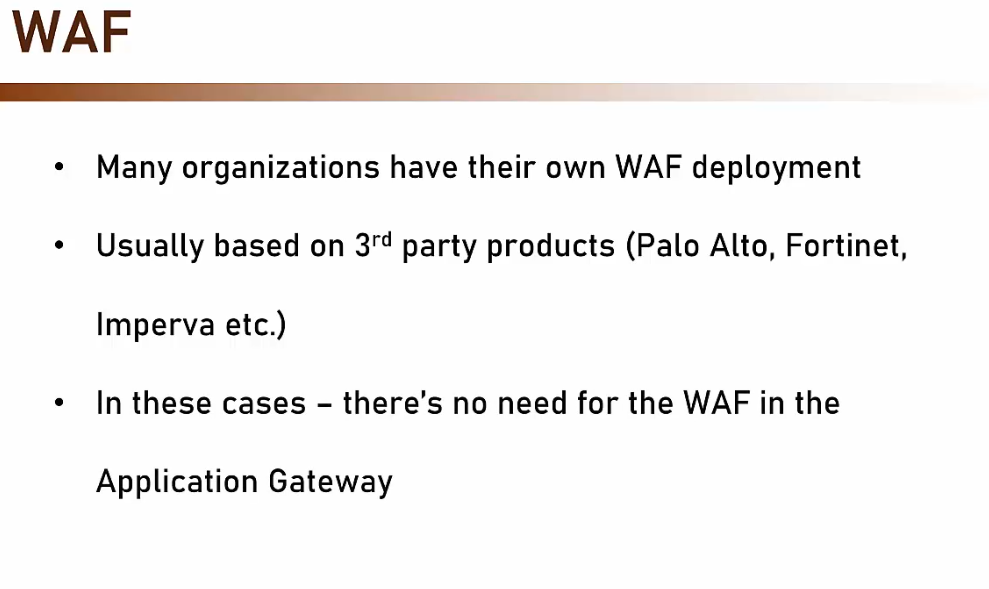 WAF
• Many organizations have their own WAF deployment
• Usually based on 3rd party products (Palo Alto, Fortinet,
Imperva etc.)
• In these cases – there’s no need for the WAF in the
Application Gateway